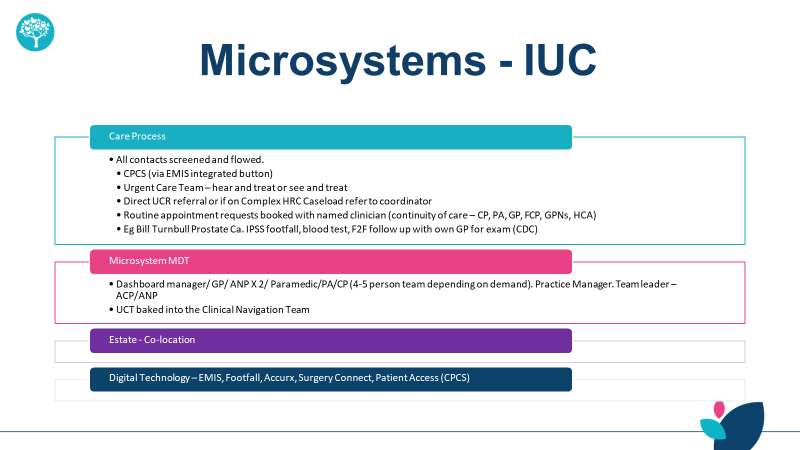 Microsystems - IUC
Care Process
• All contacts screened and flowed.
• CPCS (via EMIS integrated button)
• Urgent Care Team – hear and treat or see and treat
• Direct UCR referral or if on Complex HRC Caseload refer to coordinator
• Routine appointment requests booked with named clinician (continuity of care – CP, PA, GP, FCP, GPNs, HCA)
• Eg Bill Turnbull Prostate Ca. IPSS footfall, blood test, F2F follow up with own GP for exam (CDC)
Microsystem MDT
• Dashboard manager/ GP/ ANP X 2/ Paramedic/PA/CP (4-5 person team depending on demand). Practice Manager. Team leader –
ACP/ANP
• UCT baked into the Clinical Navigation Team
Estate - Co-location
Digital Technology – EMIS, Footfall, Accurx, Surgery Connect, Patient Access (CPCS)